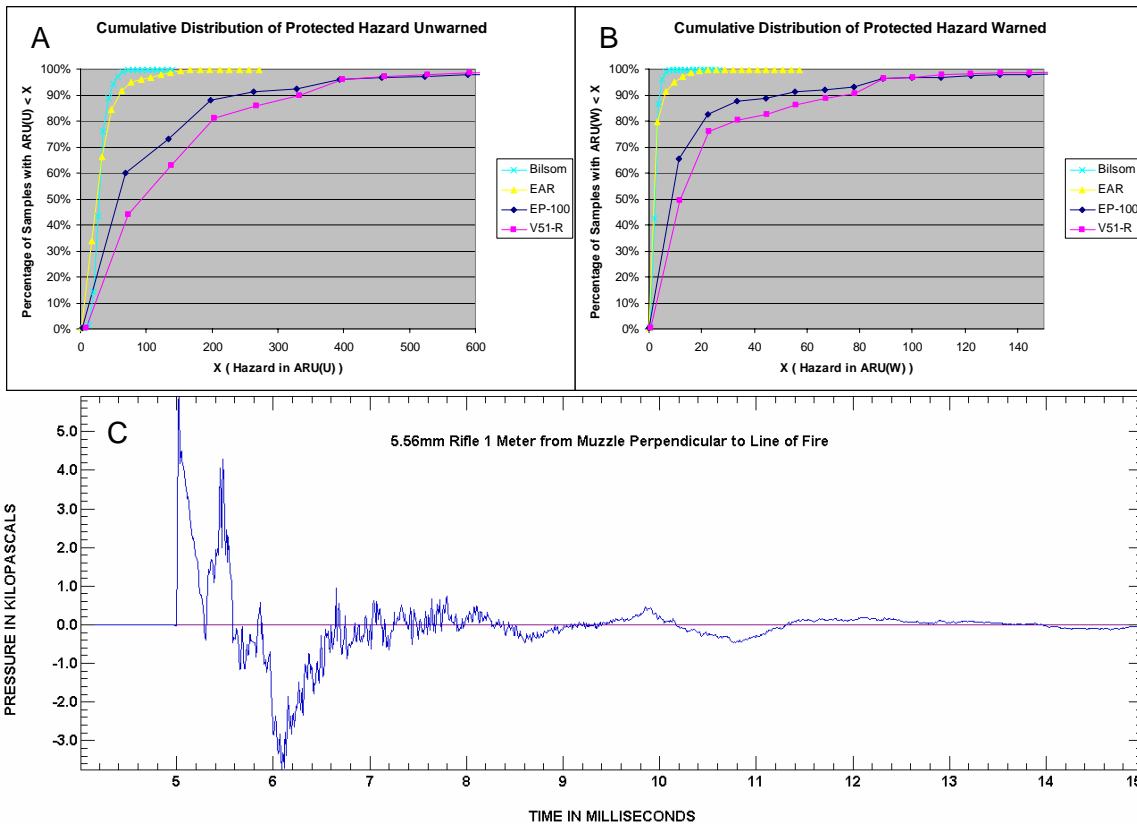 A
Cumulative Distribution of Protected Hazard Unwarned
Percentage of Samples with ARU(U) < X
100%
90%
80%
70%
60%
50%
40%
30%
20%
10%
0%
0 100 200 300 400 500 600
X ( Hazard in ARU(U) )
Bilsom
EAR
EP-100
V51-R
B
Cumulative Distribution of Protected Hazard Warned
Percentage of Samples with ARU(W) < X
100%
90%
80%
70%
60%
50%
40%
30%
20%
10%
0%
0 20 40 60 80 100 120 140
X ( Hazard in ARU(W) )
Bilsom
EAR
EP-100
V51-R
C
5.56mm Rifle 1 Meter from Muzzle Perpendicular to Line of Fire
PRESSURE IN KILOPASCALS
5.0
4.0
3.0
2.0
1.0
0.0
-1.0
-2.0
-3.0
5 6 7 8 9 10 11 12 13 14 15
TIME IN MILLISECONDS